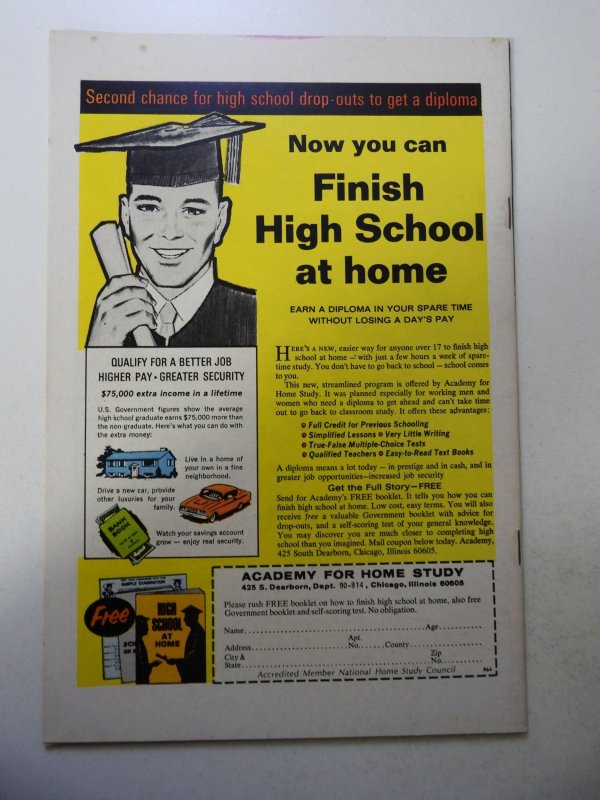 Second chance for high school drop-outs to get a diploma
Now you can
Finish
High School
at home
EARN A DIPLOMA IN YOUR SPARE TIME
WITHOUT LOSING A DAY'S PAY
HERE'S A NEW, easier way for anyone over 17 to finish high
school at home – with just a few hours a week of spare-
time study. You don't have to go back to school – school comes
to you.
This new, streamlined program is offered by Academy for
Home Study. It was planned especially for working men and
women who need a diploma to get ahead and can't take time
out to go back to classroom study. It offers these advantages:
Full Credit for Previous Schooling
Simplified Lessons • Very Little Writing
True-False Multiple-Choice Tests
Qualified Teachers • Easy-to-Read Text Books
A diploma means a lot today – in prestige and in cash, and in
greater job opportunities–increased job security
Get the Full Story–FREE
Send for Academy's FREE booklet. It tells you how you can
finish high school at home. Low cost, easy terms. You will also
receive free a valuable Government booklet with advice for
drop-outs, and a self-scoring test of your general knowledge.
You may discover you are much closer to completing high
school than you imagined. Mail coupon below today. Academy,
425 South Dearborn, Chicago, Illinois 60605.
QUALIFY FOR A BETTER JOB
HIGHER PAY • GREATER SECURITY
$75,000 extra income in a lifetime
U.S. Government figures show the average
high school graduate earns $75,000 more than
the non-graduate. Here's what you can do with
the extra money:
Live in a home of
your own in a fine
neighborhood.
Drive a new car, provide
other luxuries for your
family.
BANK
BOOK
Watch your savings account
grow – enjoy real security.
Free
SAMPLE EXAMINATION
HIGH
SCHOOL
AT
HOME
ACADEMY FOR HOME STUDY
425 S. Dearborn, Dept. 90-914, Chicago, Illinois 60605
Please rush FREE booklet on how to finish high school at home, also free
Government booklet and self-scoring test. No obligation.
Name Age
Address Apt. No. County
City & State Zip No.
Accredited Member National Home Study Council 964